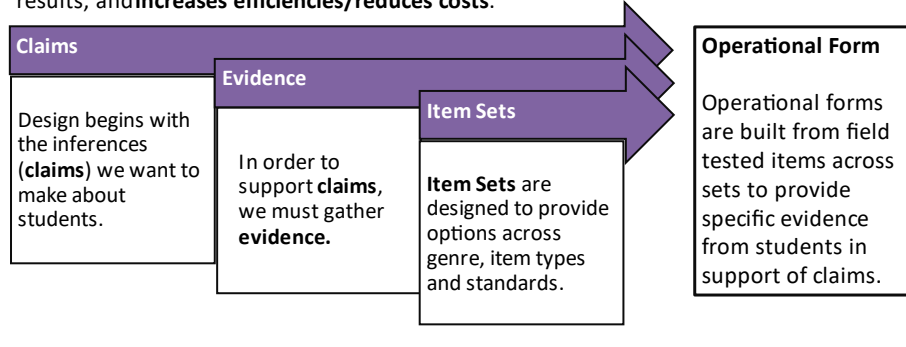 results, andincreases efficiencies/reduces costs.
Claims
Design begins with
the inferences
(claims) we want to
make about
students.
Evidence
In order to
support claims,
we must gather
evidence.
Item Sets
Item Sets are
designed to provide
options across
genre, item types
and standards.
Operational Form
Operational forms
are built from field
tested items across
sets to provide
specific evidence
from students in
support of claims.